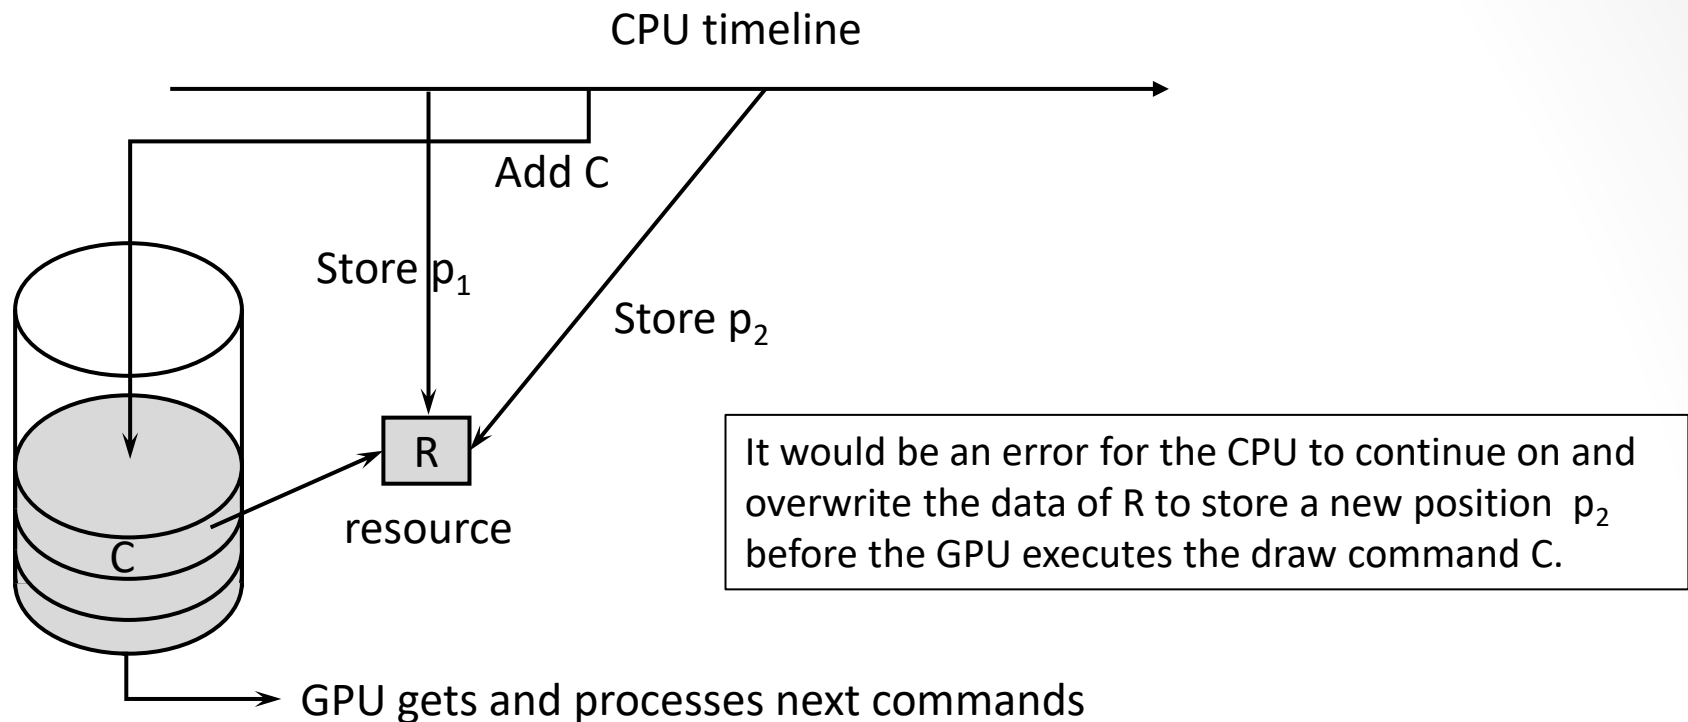 CPU timeline
Add C
Store p₁
Store p₂
R
It would be an error for the CPU to continue on and
overwrite the data of R to store a new position p₂
before the GPU executes the draw command C.
resource
C
GPU gets and processes next commands